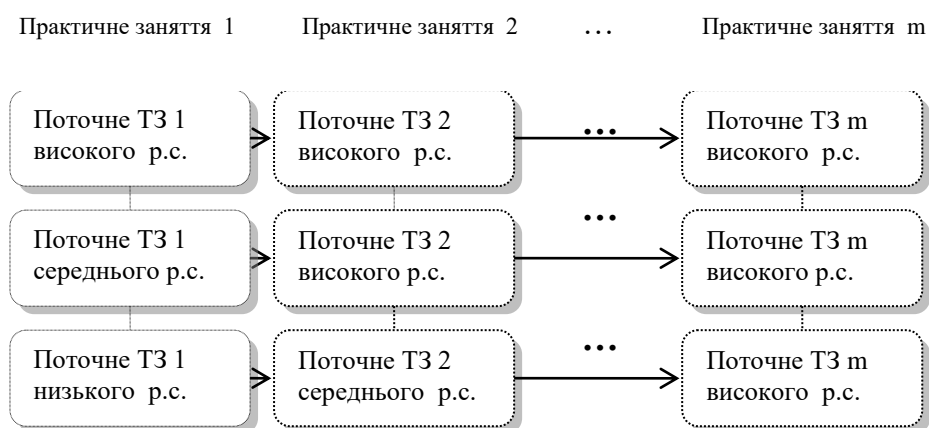 Практичне заняття 1 Практичне заняття 2 ... Практичне заняття m
Поточне ТЗ 1
високого р.с.
Поточне ТЗ 2
високого р.с.
...
Поточне ТЗ m
високого р.с.
Поточне ТЗ 1
середнього р.с.
Поточне ТЗ 2
високого р.с.
...
Поточне ТЗ m
високого р.с.
Поточне ТЗ 1
низького р.с.
Поточне ТЗ 2
середнього р.с.
...
Поточне ТЗ m
високого р.с.